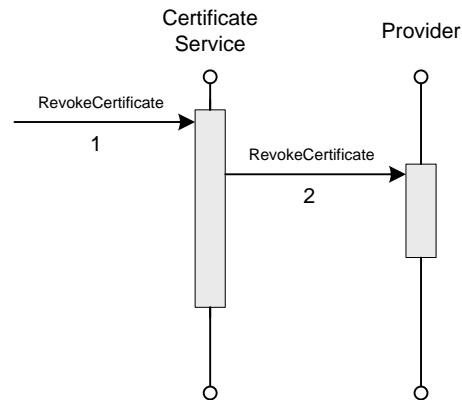 Certificate
Service
Provider
RevokeCertificate
1
RevokeCertificate
2